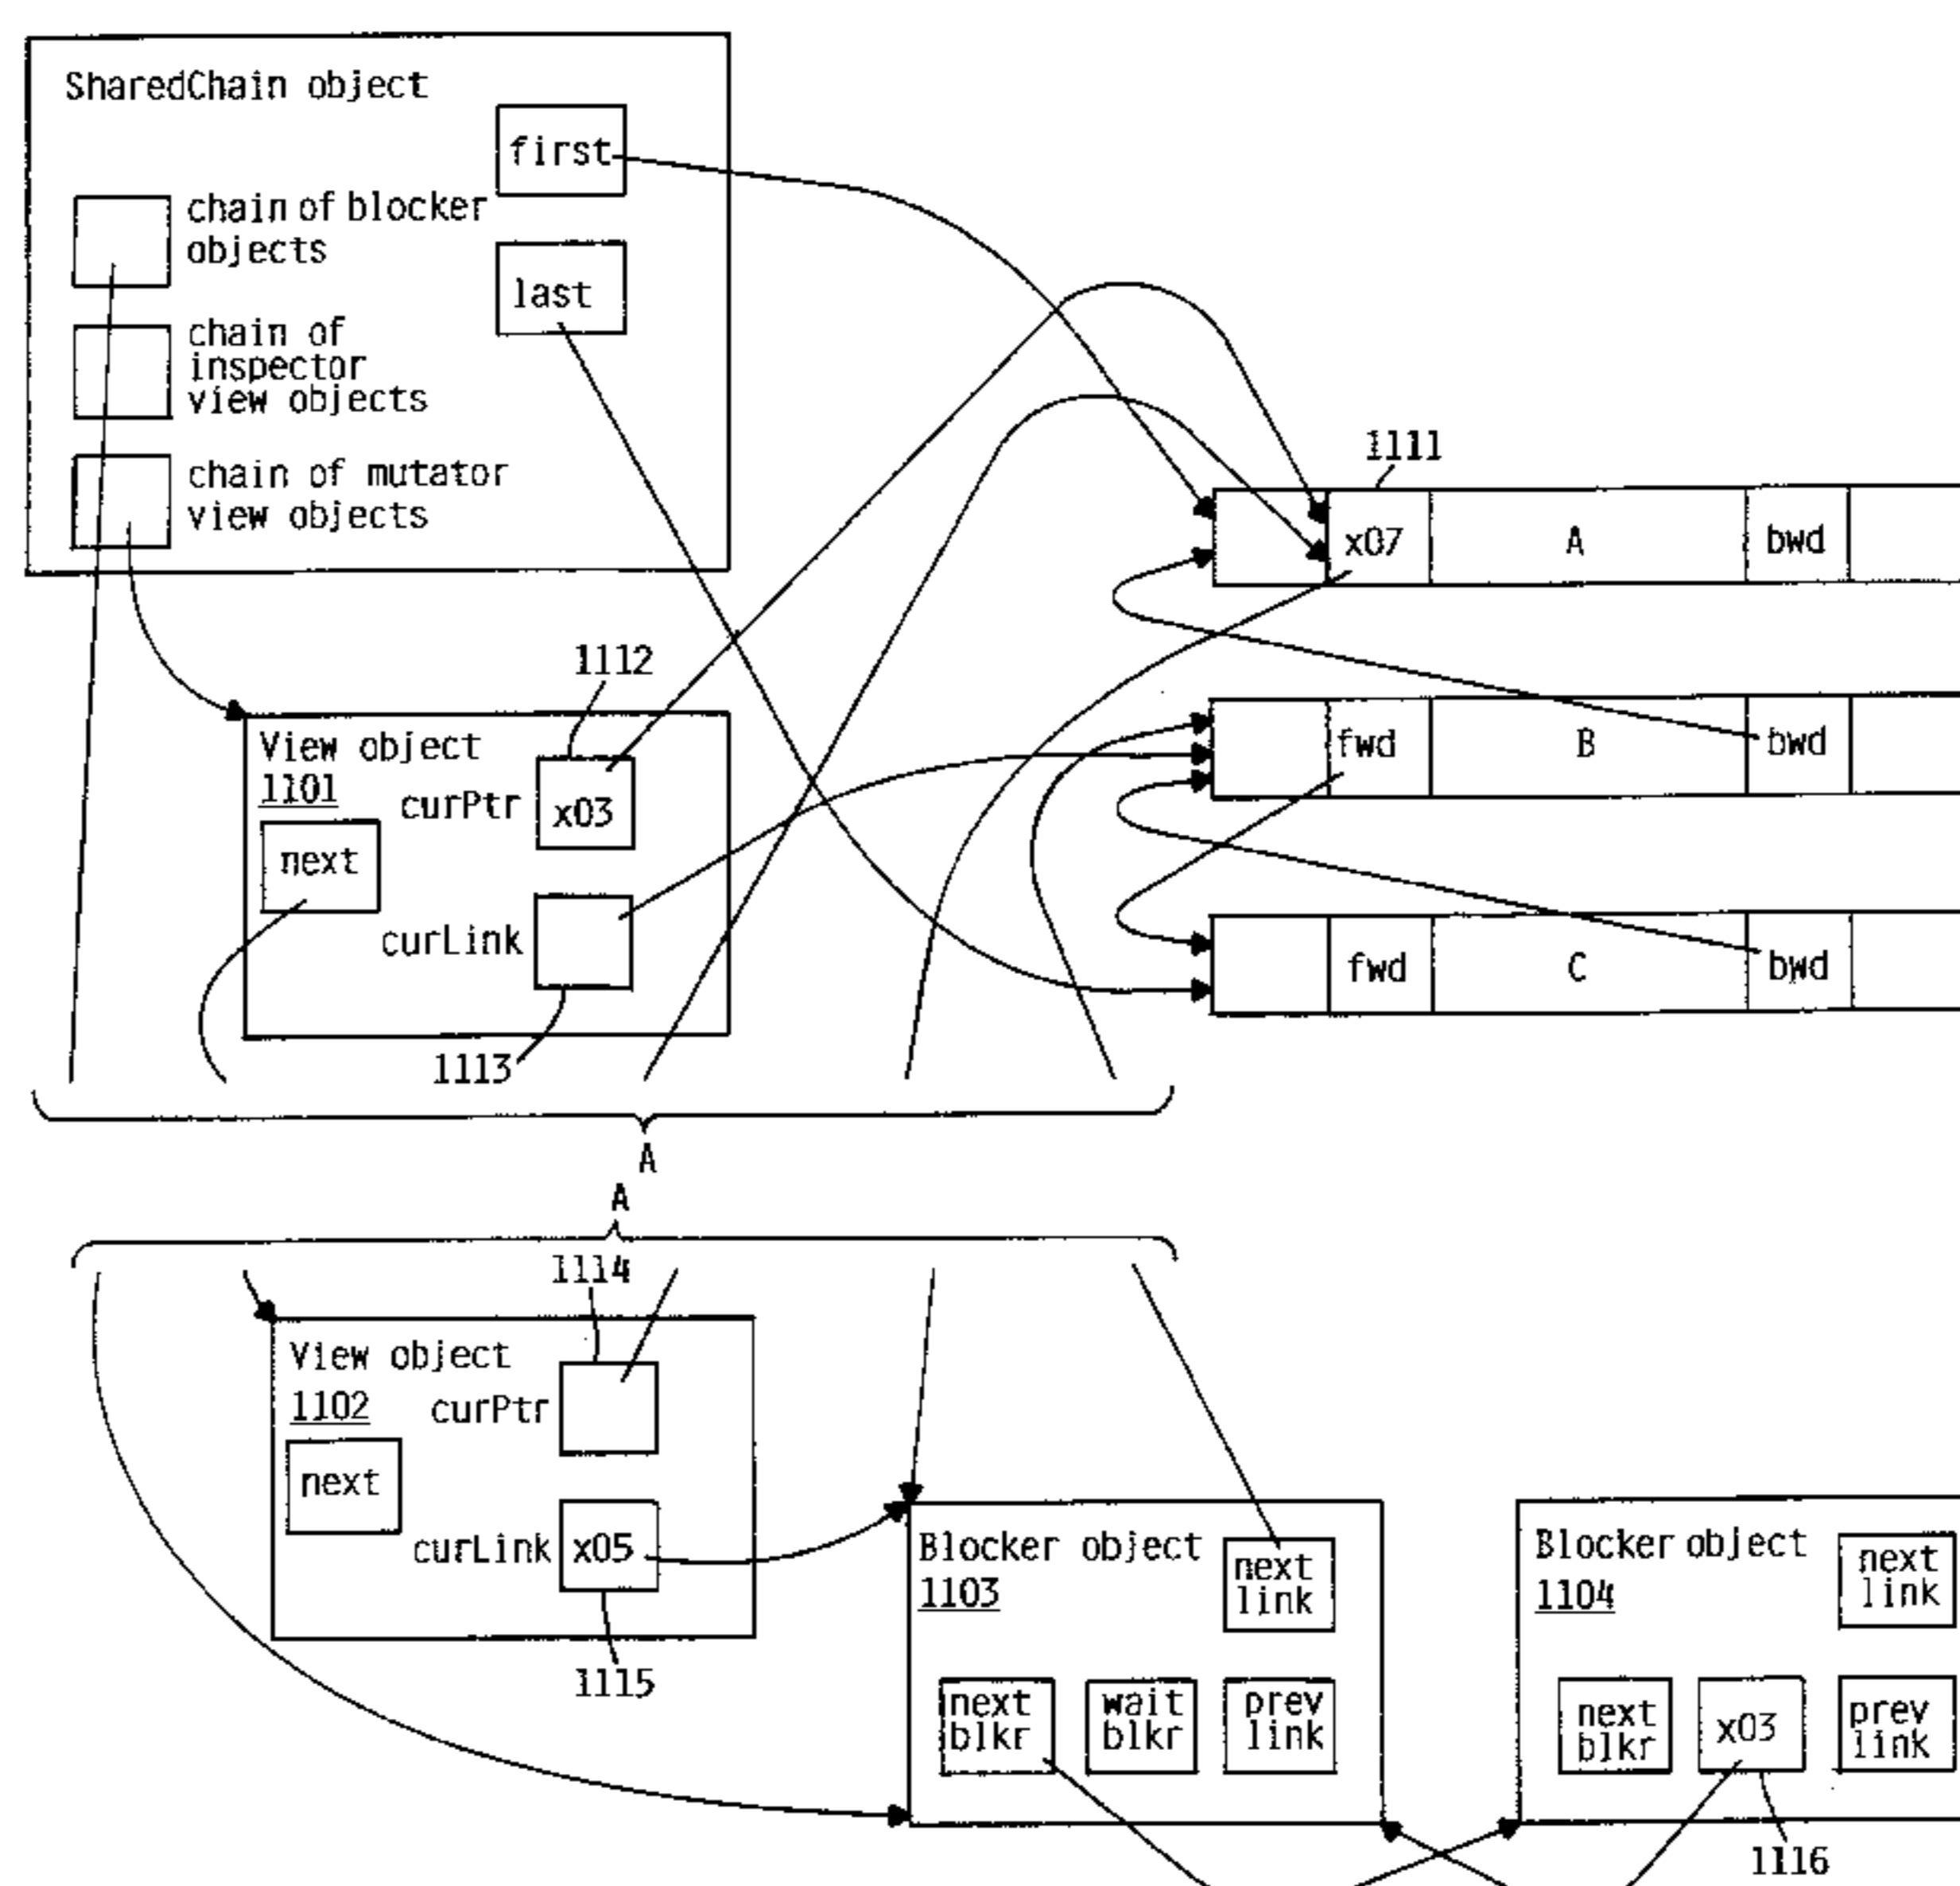 SharedChain object
first
chain of blocker
objects
last
chain of
inspector
view objects
chain of mutator
view objects
1111
x07
A
bwd
1112
View object
1101
curPtr
x03
next
curLink
1113
fwd
B
bwd
fwd
C
bwd
A
A
1114
View object
1102
curPtr
next
curLink
x05
1115
Blocker object
1103
next
link
next
blkr
wait
blkr
prev
link
Blocker object
1104
next
link
next
blkr
x03
prev
link
1116